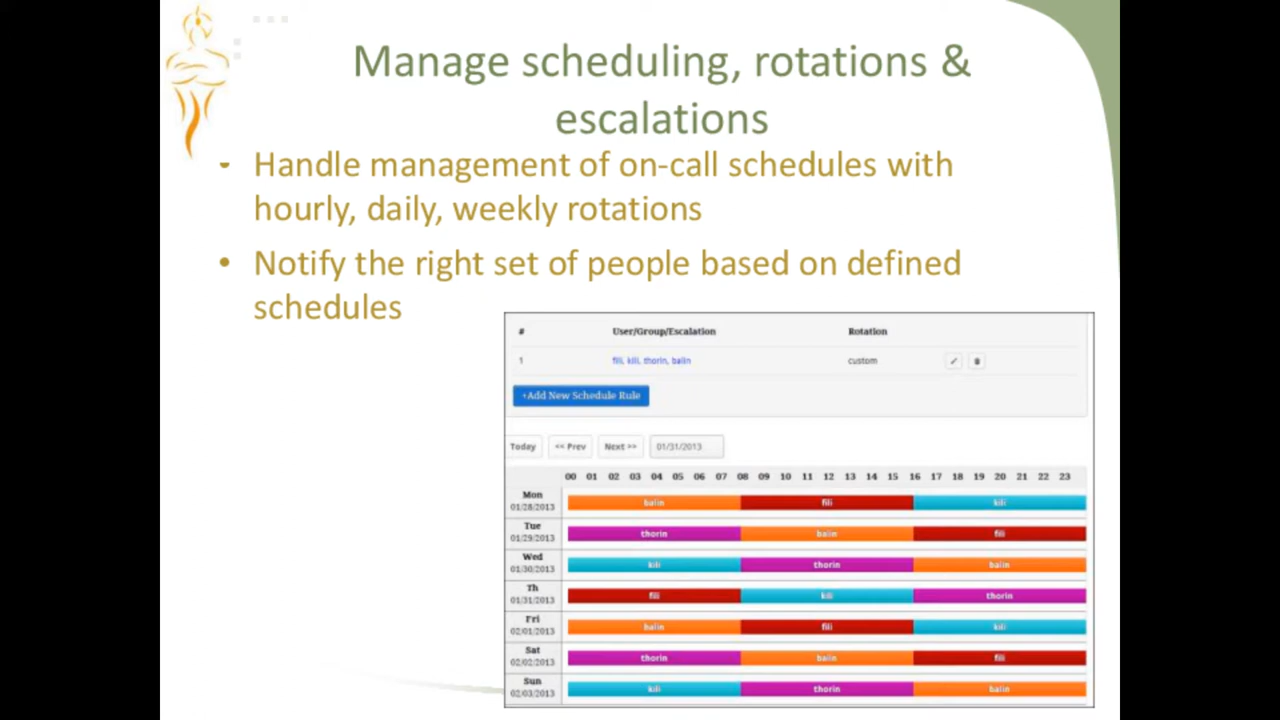 Manage scheduling, rotations &
escalations
• Handle management of on-call schedules with
hourly, daily, weekly rotations
• Notify the right set of people based on defined
schedules
# User/Group/Escalation Rotation
1 fili, kili, thorin, balin custom
+Add New Schedule Rule
Today << Prev Next >> 01/31/2013
00 01 02 03 04 05 06 07 08 09 10 11 12 13 14 15 16 17 18 19 20 21 22 23
Mon
01/28/2013 balin fili kili
Tue
01/29/2013 thorin balin fili
Wed
01/30/2013 kili thorin balin
Th
01/31/2013 fili kili thorin
Fri
02/01/2013 balin fili kili
Sat
02/02/2013 thorin balin fili
Sun
02/03/2013 kili thorin balin